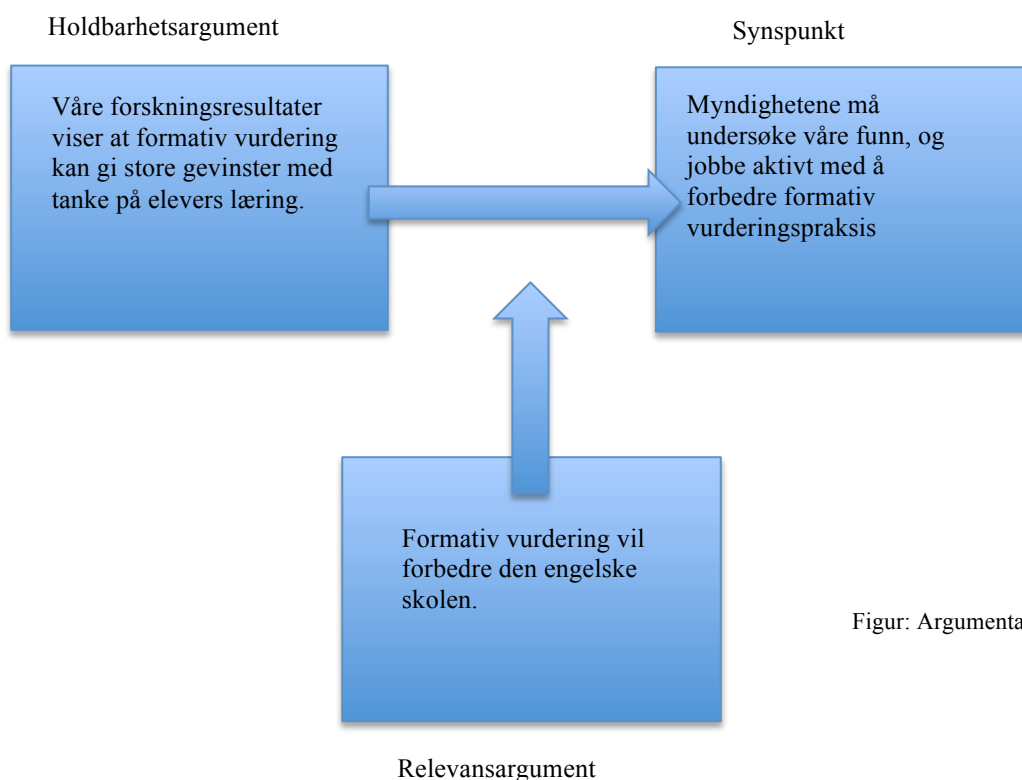 Holdbarhetsargument
Synspunkt
Våre forskningsresultater
viser at formativ vurdering
kan gi store gevinster med
tanke på elevers læring.
Myndighetene må
undersøke våre funn, og
jobbe aktivt med å
forbedre formativ
vurderingspraksis
Formativ vurdering vil
forbedre den engelske
skolen.
Figur: Argumenta
Relevansargument